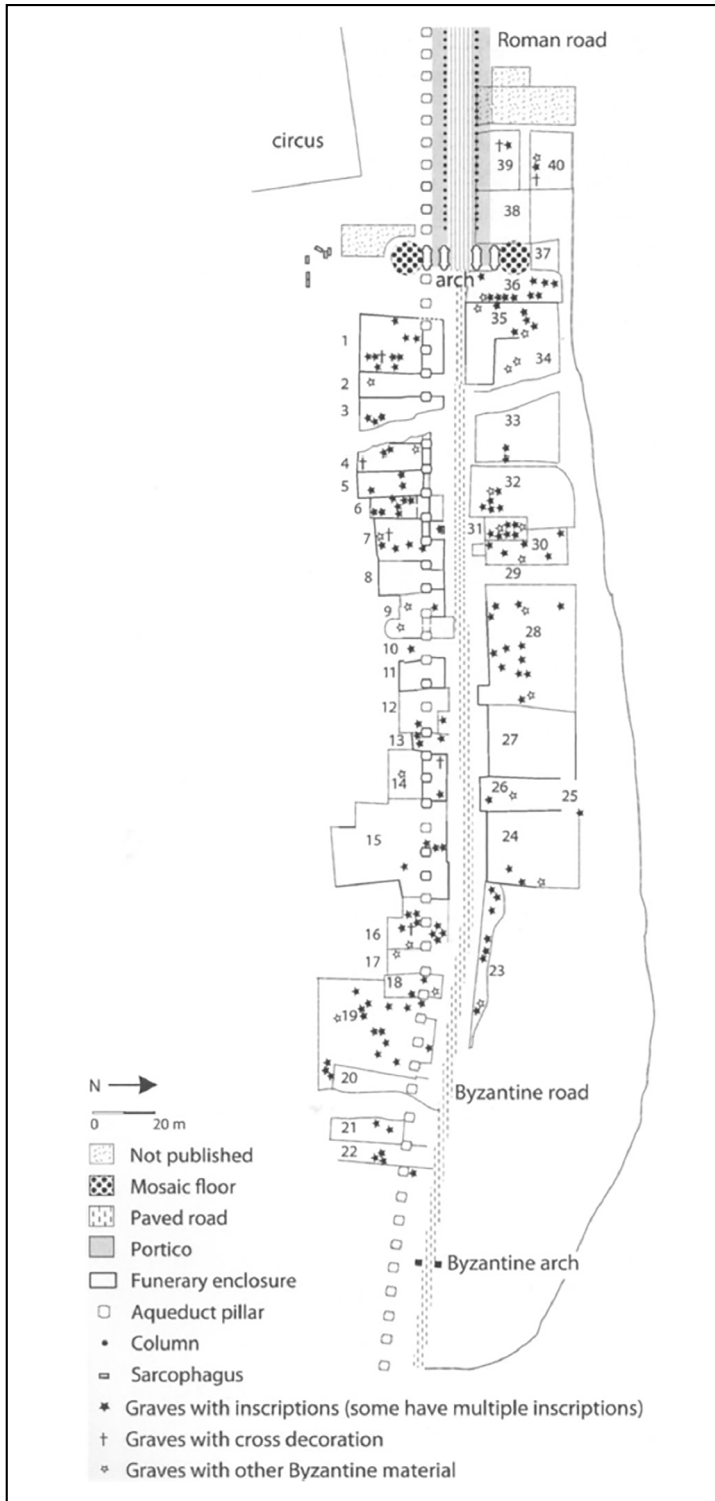 Roman road
circus
39
40
38
37
arch
36
35
1
34
2
3
33
4
5
32
6
31
7
30
8
29
9
28
10
11
12
13
27
14
26
25
15
24
16
17
23
18
19
20
N
Byzantine road
0 20 m
21
Not published
22
Mosaic floor
Paved road
Portico
Byzantine arch
Funerary enclosure
Aqueduct pillar
Column
Sarcophagus
Graves with inscriptions (some have multiple inscriptions)
Graves with cross decoration
Graves with other Byzantine material